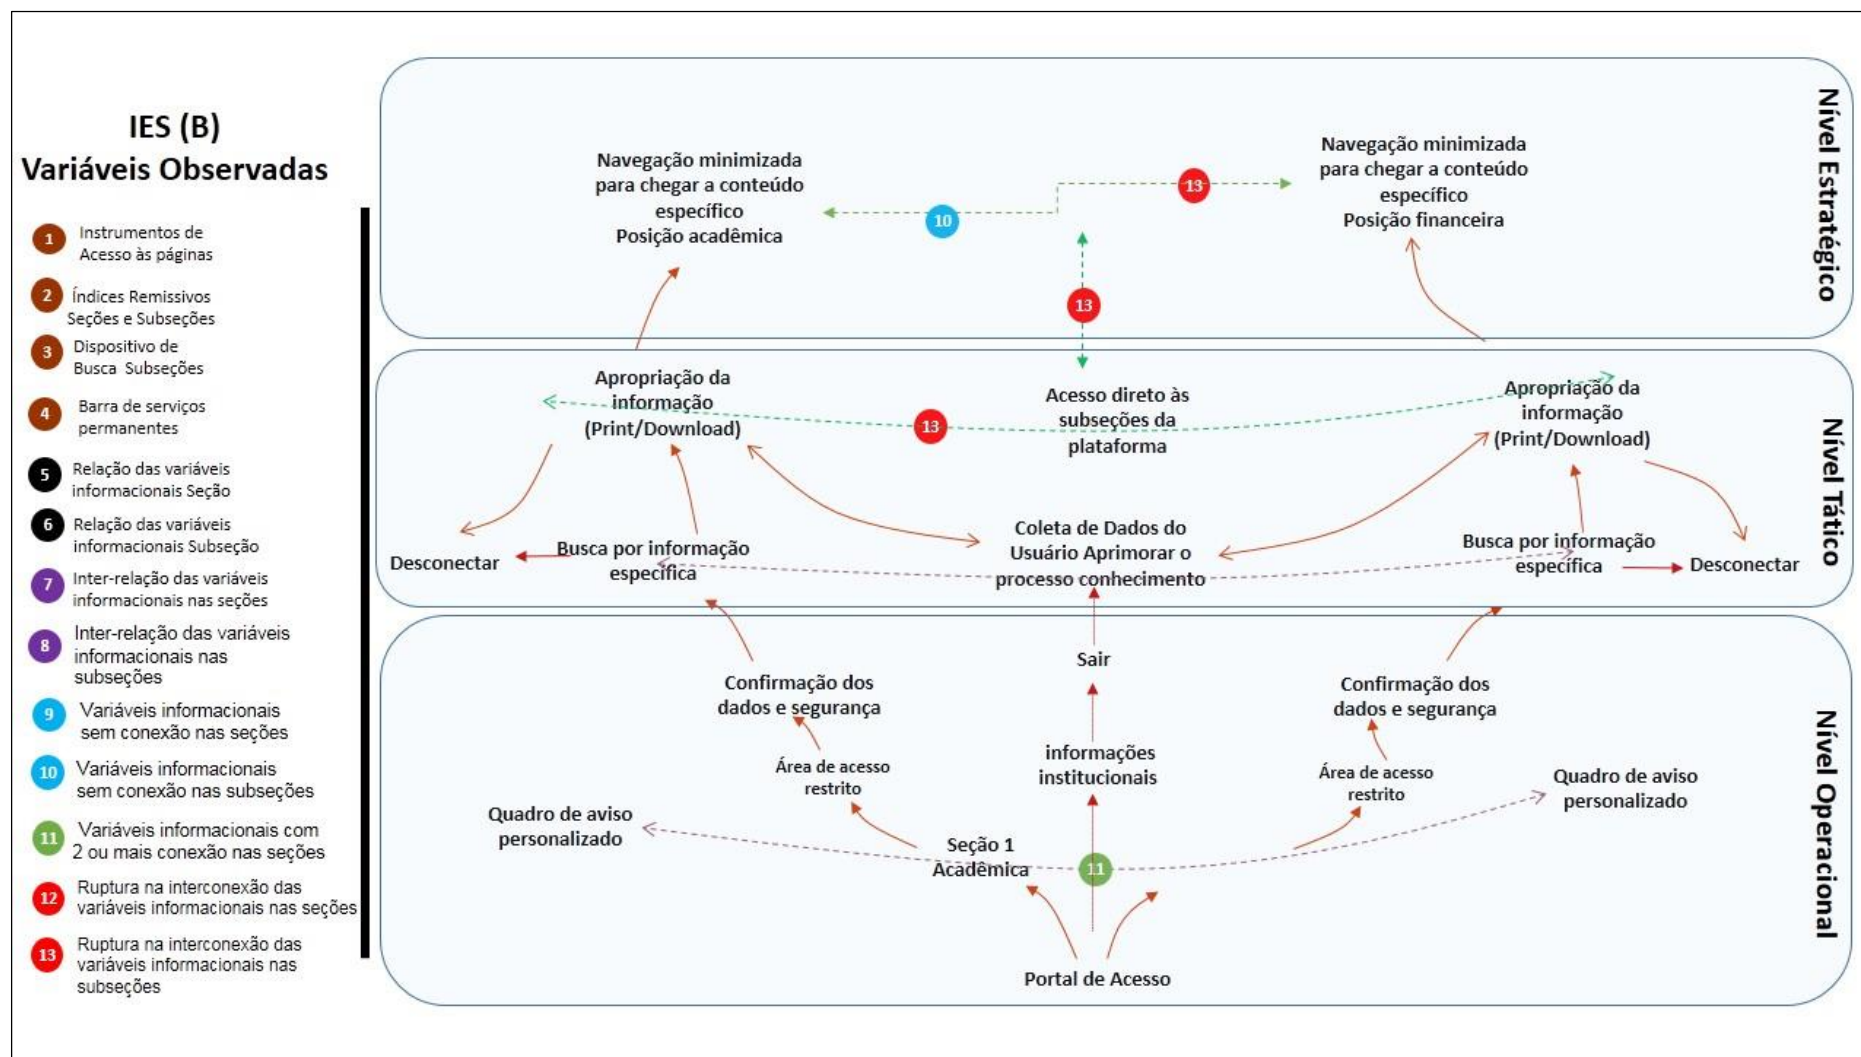 IES (B)
Variáveis Observadas
1
Instrumentos de
Acesso às páginas
2
Índices Remissivos
Seções e Subseções
3
Dispositivo de
Busca Subseções
4
Barra de serviços
permanentes
5
Relação das variáveis
informacionais Seção
6
Relação das variáveis
informacionais Subseção
7
Inter-relação das variáveis
informacionais nas seções
8
Inter-relação das variáveis
informacionais nas
subseções
9
Variáveis informacionais
sem conexão nas seções
10
Variáveis informacionais
sem conexão nas subseções
11
Variáveis informacionais com
2 ou mais conexão nas seções
12
Ruptura na interconexão das
variáveis informacionais nas seções
13
Ruptura na interconexão das
variáveis informacionais nas
subseções
Nível Estratégico
Navegação minimizada
para chegar a conteúdo
específico
Posição acadêmica
10
13
Navegação minimizada
para chegar a conteúdo
específico
Posição financeira
13
Nível Tático
Apropriação da
informação
(Print/Download)
13
Acesso direto às
subseções da
plataforma
Apropriação da
informação
(Print/Download)
Desconectar
Busca por informação
específica
Coleta de Dados do
Usuário Aprimorar o
processo conhecimento
Busca por informação
específica
Desconectar
Nível Operacional
Sair
Confirmação dos
dados e segurança
Confirmação dos
dados e segurança
Área de acesso
restrito
informações
institucionais
Área de acesso
restrito
Quadro de aviso
personalizado
Quadro de aviso
personalizado
Seção 1
Acadêmica
11
Portal de Acesso